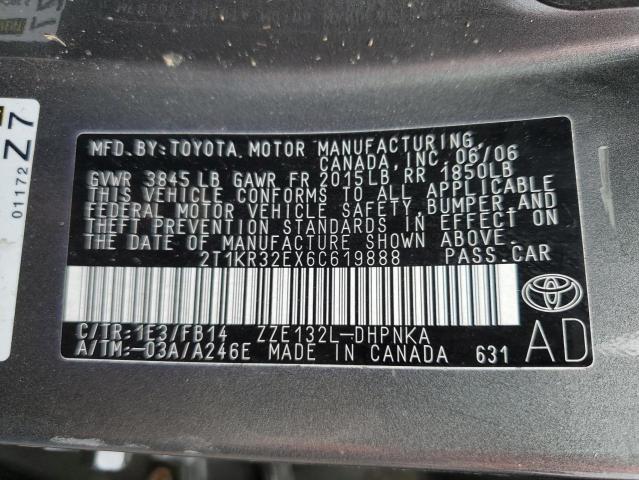 MFD. BY: TOYOTA MOTOR MANUFACTURING,
CANADA, INC. 06/06
GVWR 3845 LB GAWR FR 2015LB, RR 1850LB
THIS VEHICLE CONFORMS TO ALL APPLICABLE
FEDERAL MOTOR VEHICLE SAFETY, BUMPER AND
THEFT PREVENTION STANDARDS IN EFFECT ON
THE DATE OF MANUFACTURE SHOWN ABOVE.
2T1KR32EX6C619888 PASS. CAR
C/TR:1E3/FB14 ZZE132L-DHPNKA
A/TM:-03A/A246E MADE IN CANADA 631
AD
TOYOTA
01172
Z 7